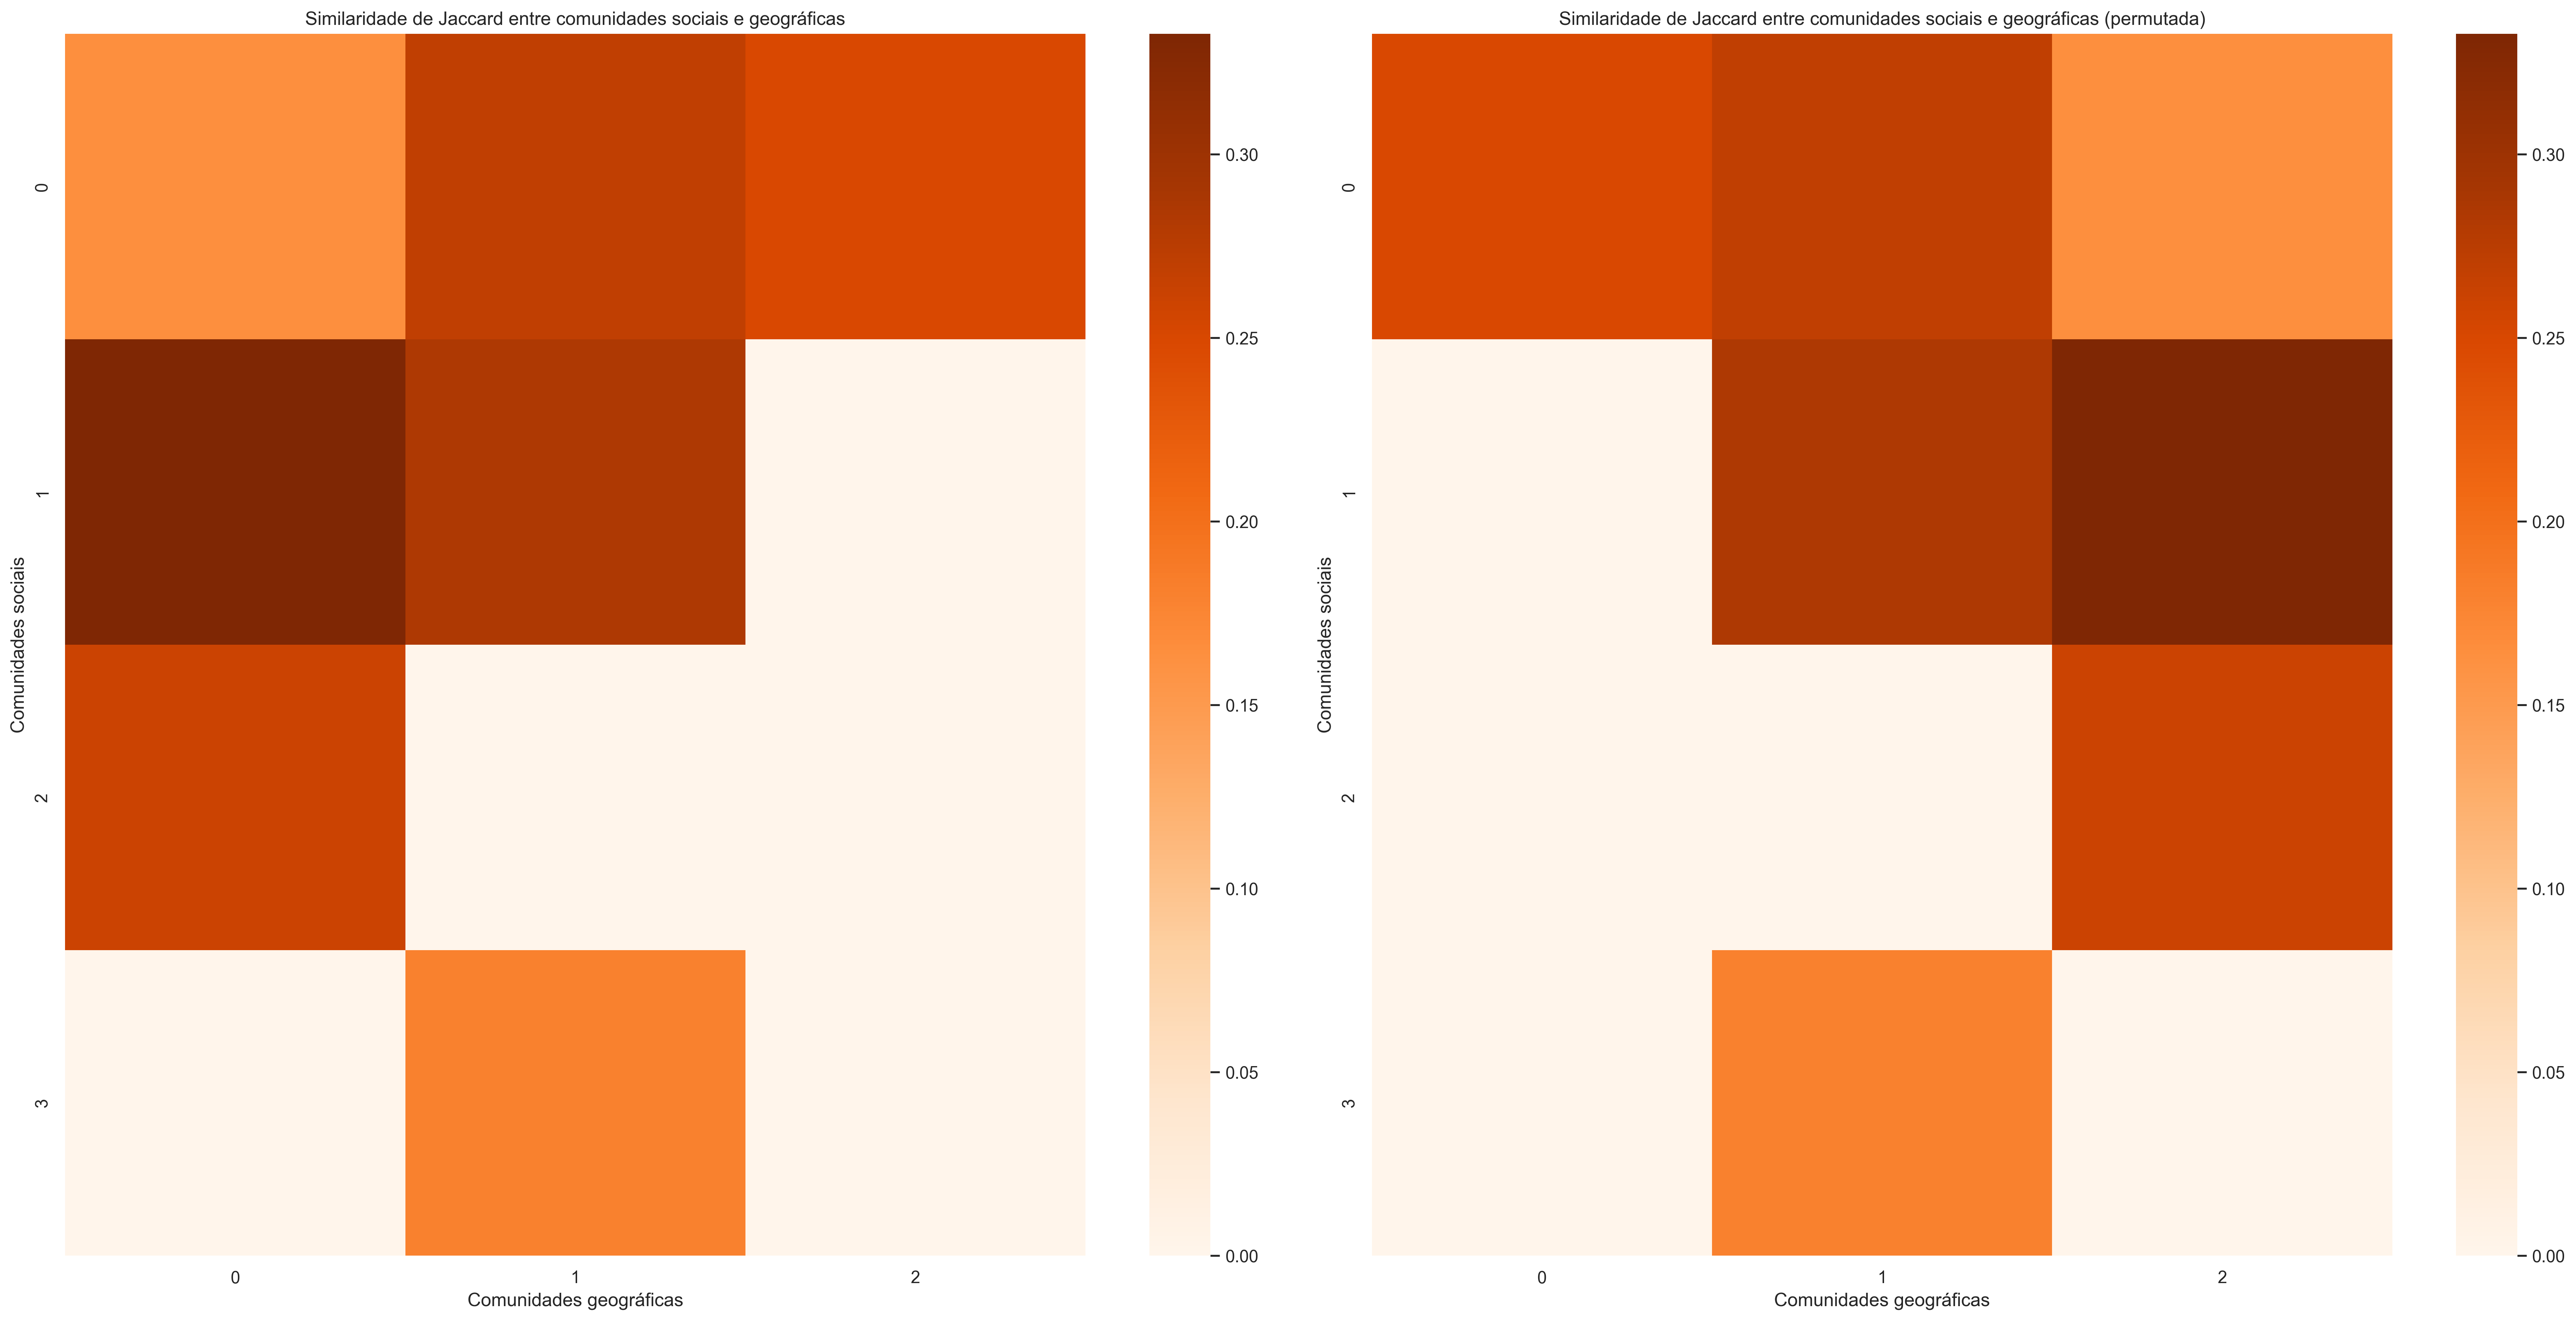 Similaridade de Jaccard entre comunidades sociais e geográficas
Comunidades sociais
0
1
2
3
0 1 2
Comunidades geográficas
0.30
0.25
0.20
0.15
0.10
0.05
0.00
Similaridade de Jaccard entre comunidades sociais e geográficas (permutada)
Comunidades sociais
0
1
2
3
0 1 2
Comunidades geográficas
0.30
0.25
0.20
0.15
0.10
0.05
0.00